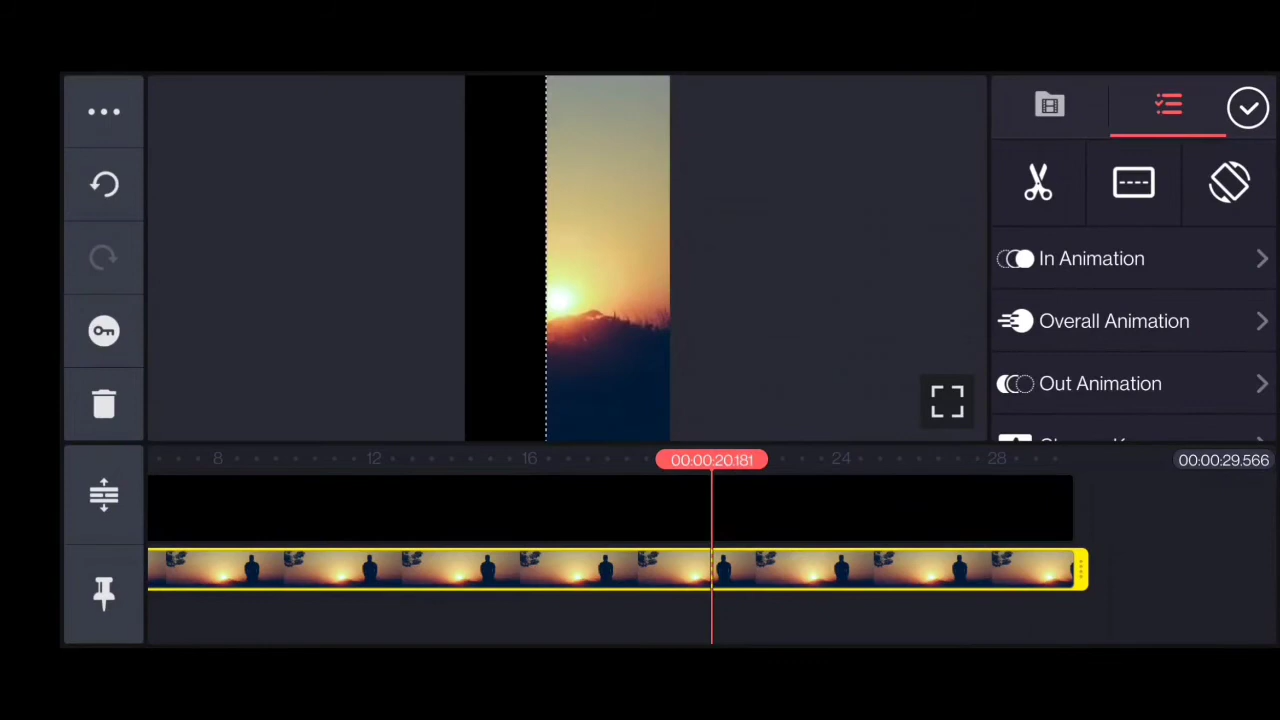 In Animation
Overall Animation
Out Animation
8
12
16
00:00:20.181
24
28
00:00:29.566